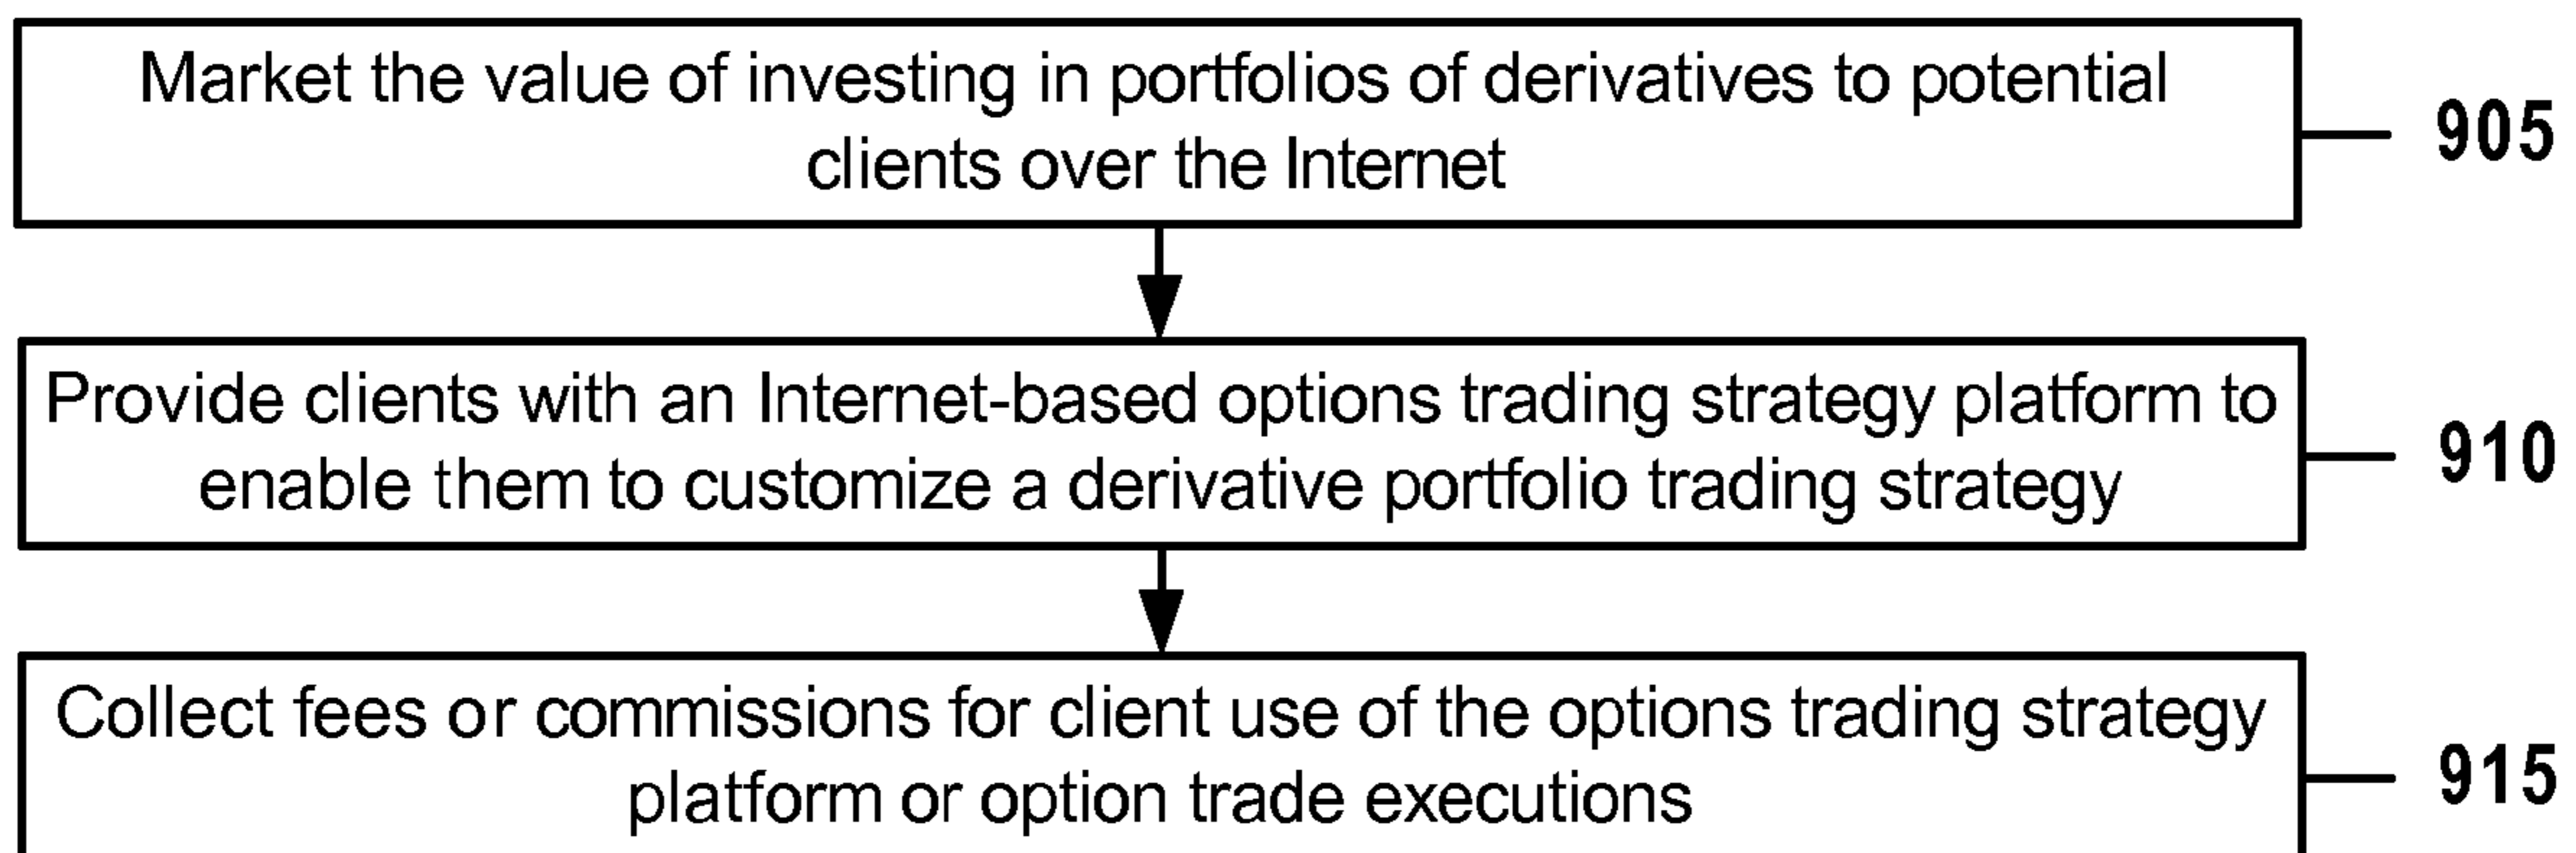 Market the value of investing in portfolios of derivatives to potential
clients over the Internet
905
Provide clients with an Internet-based options trading strategy platform to
enable them to customize a derivative portfolio trading strategy
910
Collect fees or commissions for client use of the options trading strategy
platform or option trade executions
915